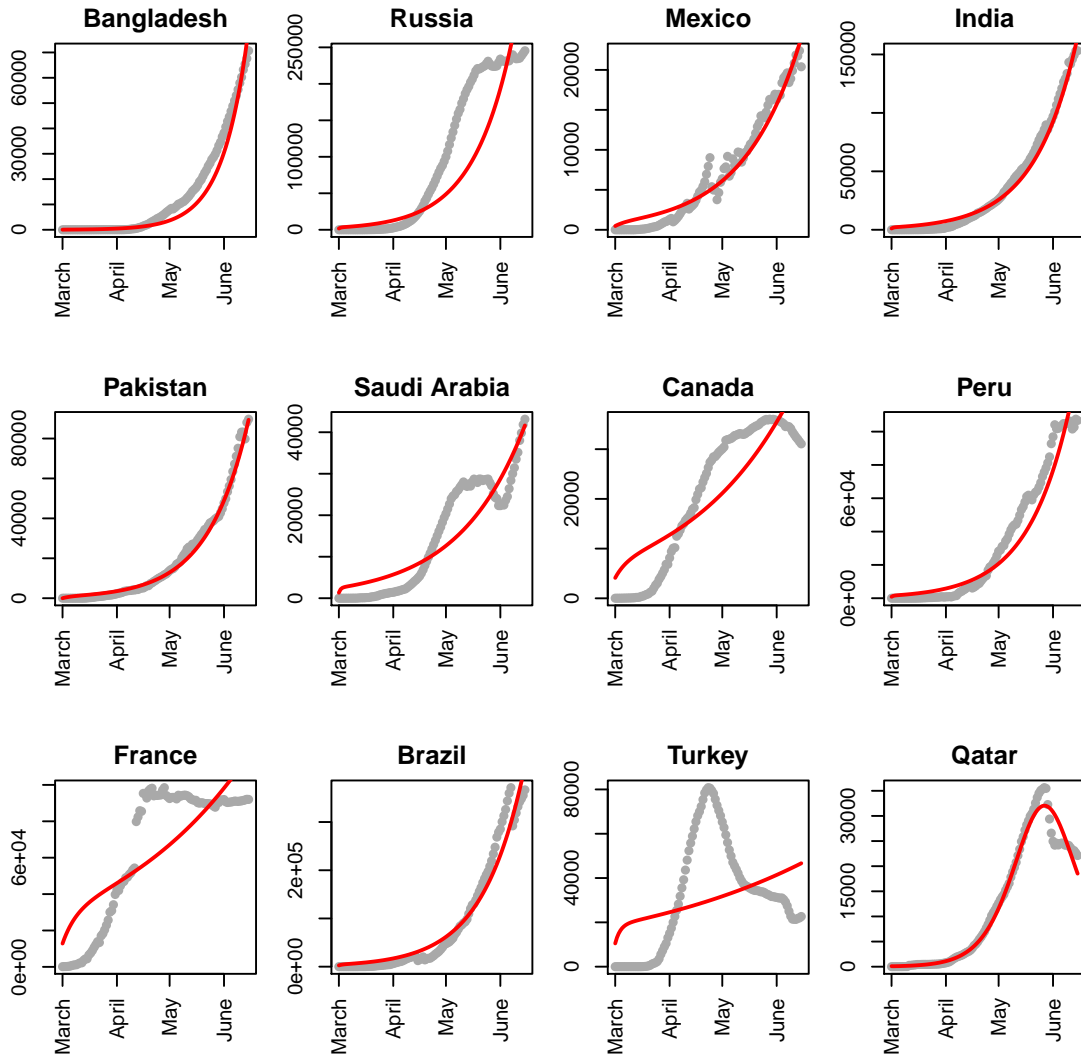 Bangladesh
0 30000 60000
March April May June
Russia
0 100000 250000
March April May June
Mexico
0 10000 20000
March April May June
India
0 50000 150000
March April May June
Pakistan
0 40000 80000
March April May June
Saudi Arabia
0 20000 40000
March April May June
Canada
0 20000
March April May June
Peru
0e+00 6e+04
March April May June
France
0e+00 6e+04
March April May June
Brazil
0e+00 2e+05
March April May June
Turkey
0 40000 80000
March April May June
Qatar
0 15000 30000
March April May June